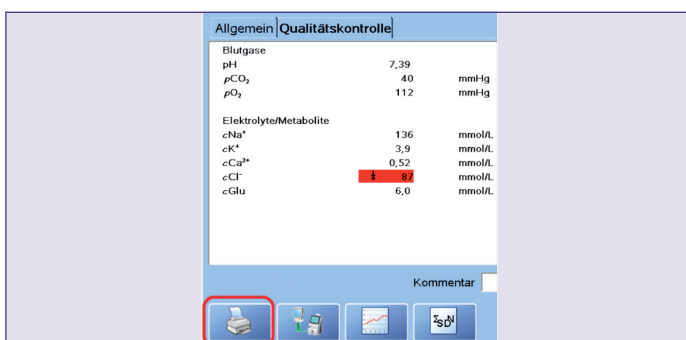 Allgemein Qualitätskontrolle
Blutgase
pH 7,39
pCO₂ 40 mmHg
pO₂ 112 mmHg
Elektrolyte/Metabolite
cNa⁺ 136 mmol/L
cK⁺ 3,9 mmol/L
cCa²⁺ 0,52 mmol/L
cCl⁻ ⇟ 87 mmol/L
cGlu 6,0 mmol/L
Kommentar
ΣSDN